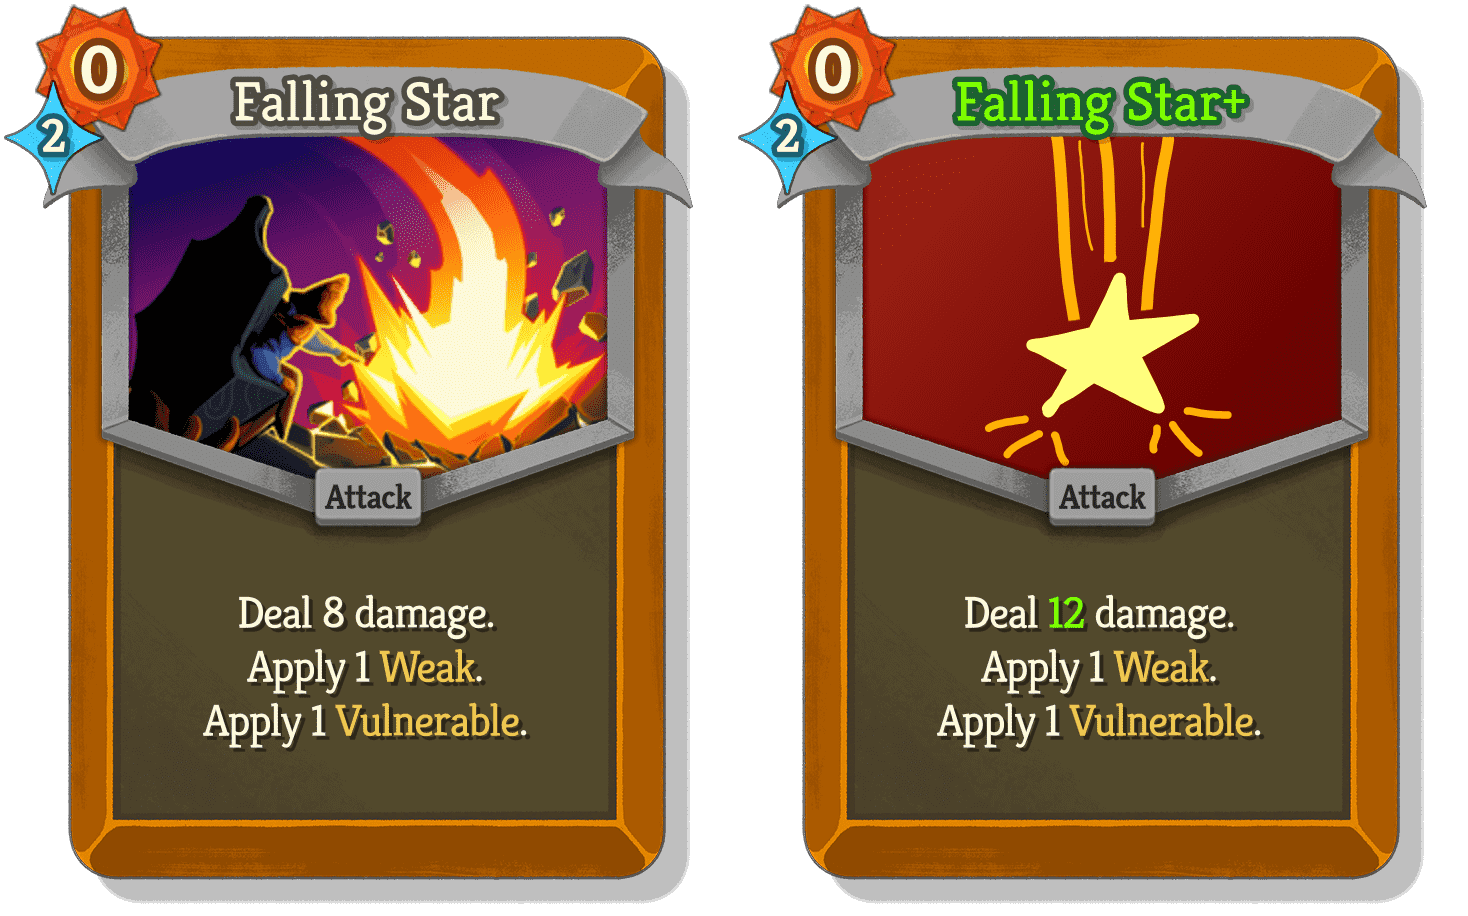 0
2
Falling Star
Attack
Deal 8 damage.
Apply 1 Weak.
Apply 1 Vulnerable.
0
2
Falling Star+
Attack
Deal 12 damage.
Apply 1 Weak.
Apply 1 Vulnerable.